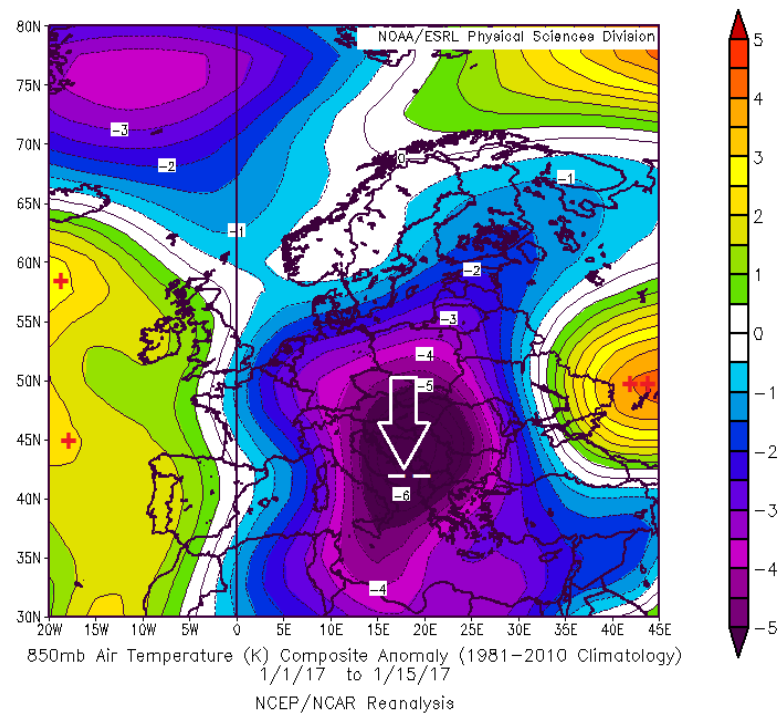 NOAA/ESRL Physical Sciences Division
80N
75N
70N
65N
60N
55N
50N
45N
40N
35N
30N
-3
-2
-1
0
-1
-2
-3
-4
-5
-6
-4
20W 15W 10W 5W 0 5E 10E 15E 20E 25E 30E 35E 40E 45E
5
4
3
2
1
0
-1
-2
-3
-4
-5
850mb Air Temperature (K) Composite Anomaly (1981-2010 Climatology)
1/1/17 to 1/15/17
NCEP/NCAR Reanalysis